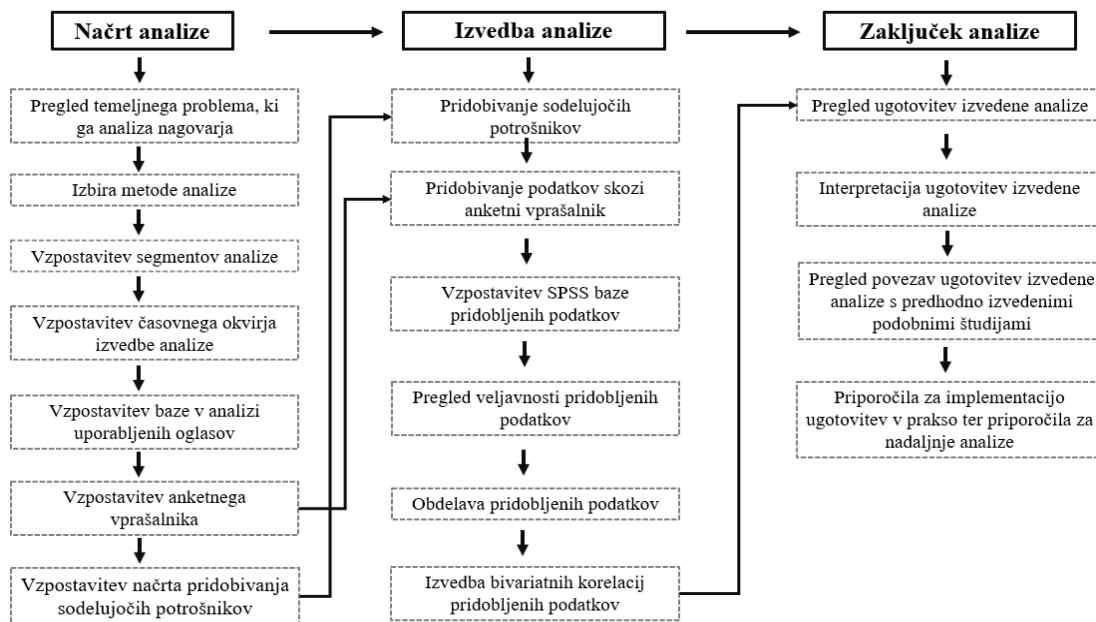 Načrt analize
Izvedba analize
Zaključek analize
Pregled temeljnega problema, ki
ga analiza nagovarja
Izbira metode analize
Vzpostavitev segmentov analize
Vzpostavitev časovnega okvirja
izvedbe analize
Vzpostavitev baze v analizi
uporabljenih oglasov
Vzpostavitev anketnega
vprašalnika
Vzpostavitev načrta pridobivanja
sodelujočih potrošnikov
Pridobivanje sodelujočih
potrošnikov
Pridobivanje podatkov skozi
anketni vprašalnik
Vzpostavitev SPSS baze
pridobljenih podatkov
Pregled veljavnosti pridobljenih
podatkov
Obdelava pridobljenih podatkov
Izvedba bivariatnih korelacij
pridobljenih podatkov
Pregled ugotovitev izvedene analize
Interpretacija ugotovitev izvedene
analize
Pregled povezav ugotovitev izvedene
analize s predhodno izvedenimi
podobnimi študijami
Priporočila za implementacijo
ugotovitev v prakso ter priporočila za
nadaljnje analize